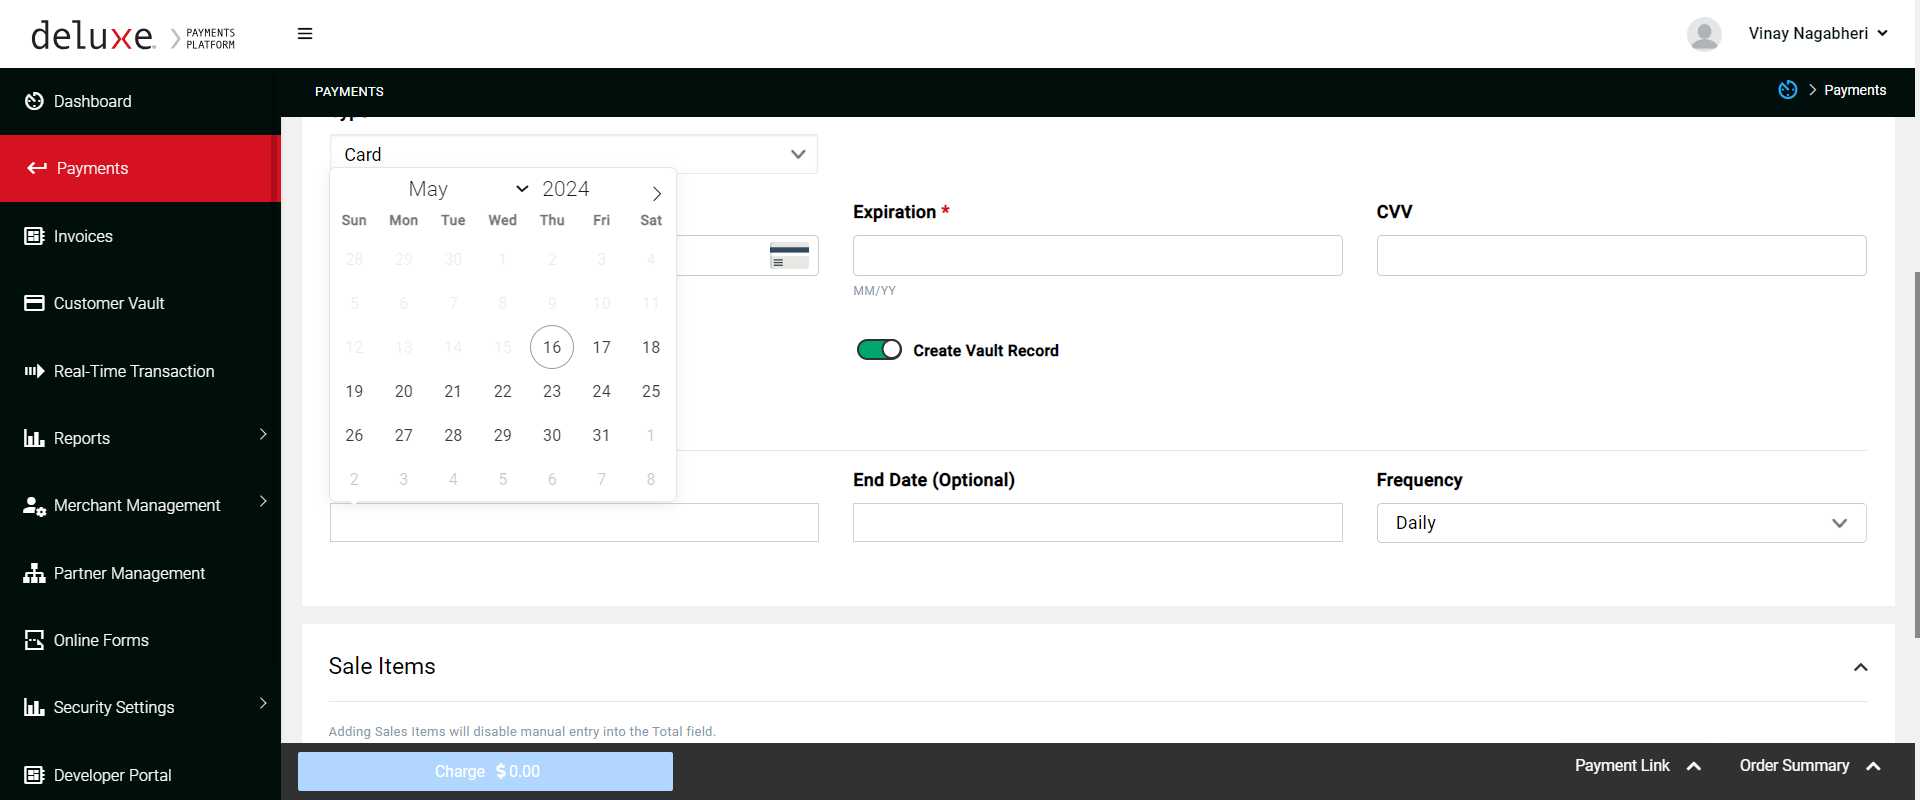 deluxe. PAYMENTS PLATFORM
Vinay Nagabheri
PAYMENTS
Payments
Dashboard
Payments
Invoices
Customer Vault
Real-Time Transaction
Reports
Merchant Management
Partner Management
Online Forms
Security Settings
Developer Portal
Card
May 2024
Sun Mon Tue Wed Thu Fri Sat
28 29 30 1 2 3 4
5 6 7 8 9 10 11
12 13 14 15 16 17 18
19 20 21 22 23 24 25
26 27 28 29 30 31 1
2 3 4 5 6 7 8
Expiration *
MM/YY
CVV
Create Vault Record
End Date (Optional)
Frequency
Daily
Sale Items
Adding Sales Items will disable manual entry into the Total field.
Charge $0.00
Payment Link
Order Summary